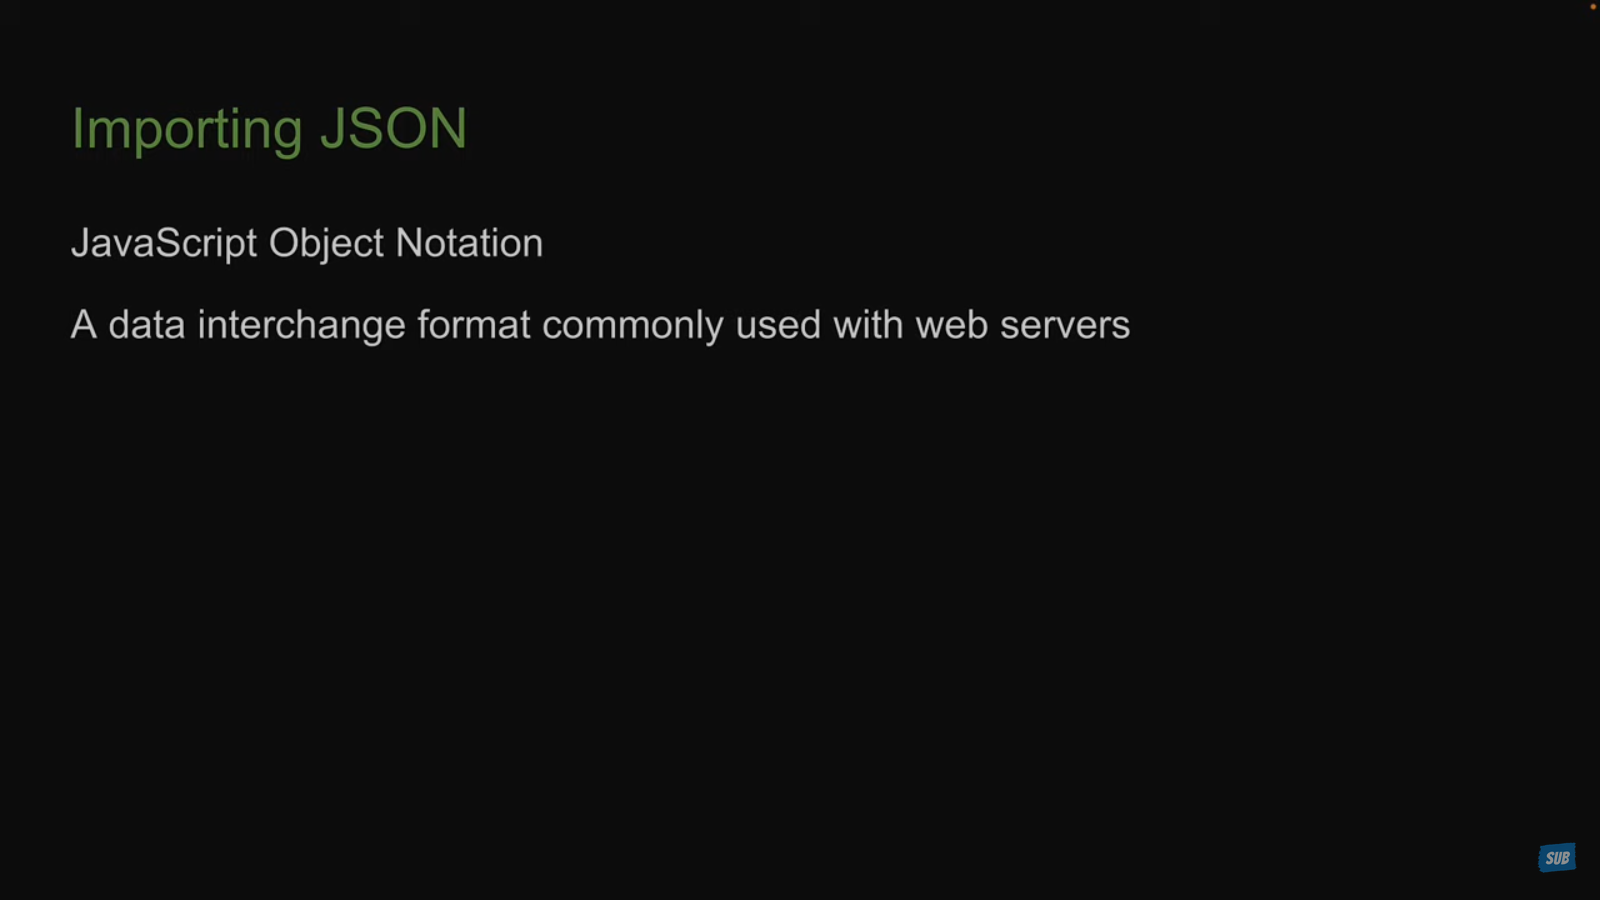 Importing JSON
JavaScript Object Notation
A data interchange format commonly used with web servers
SUB